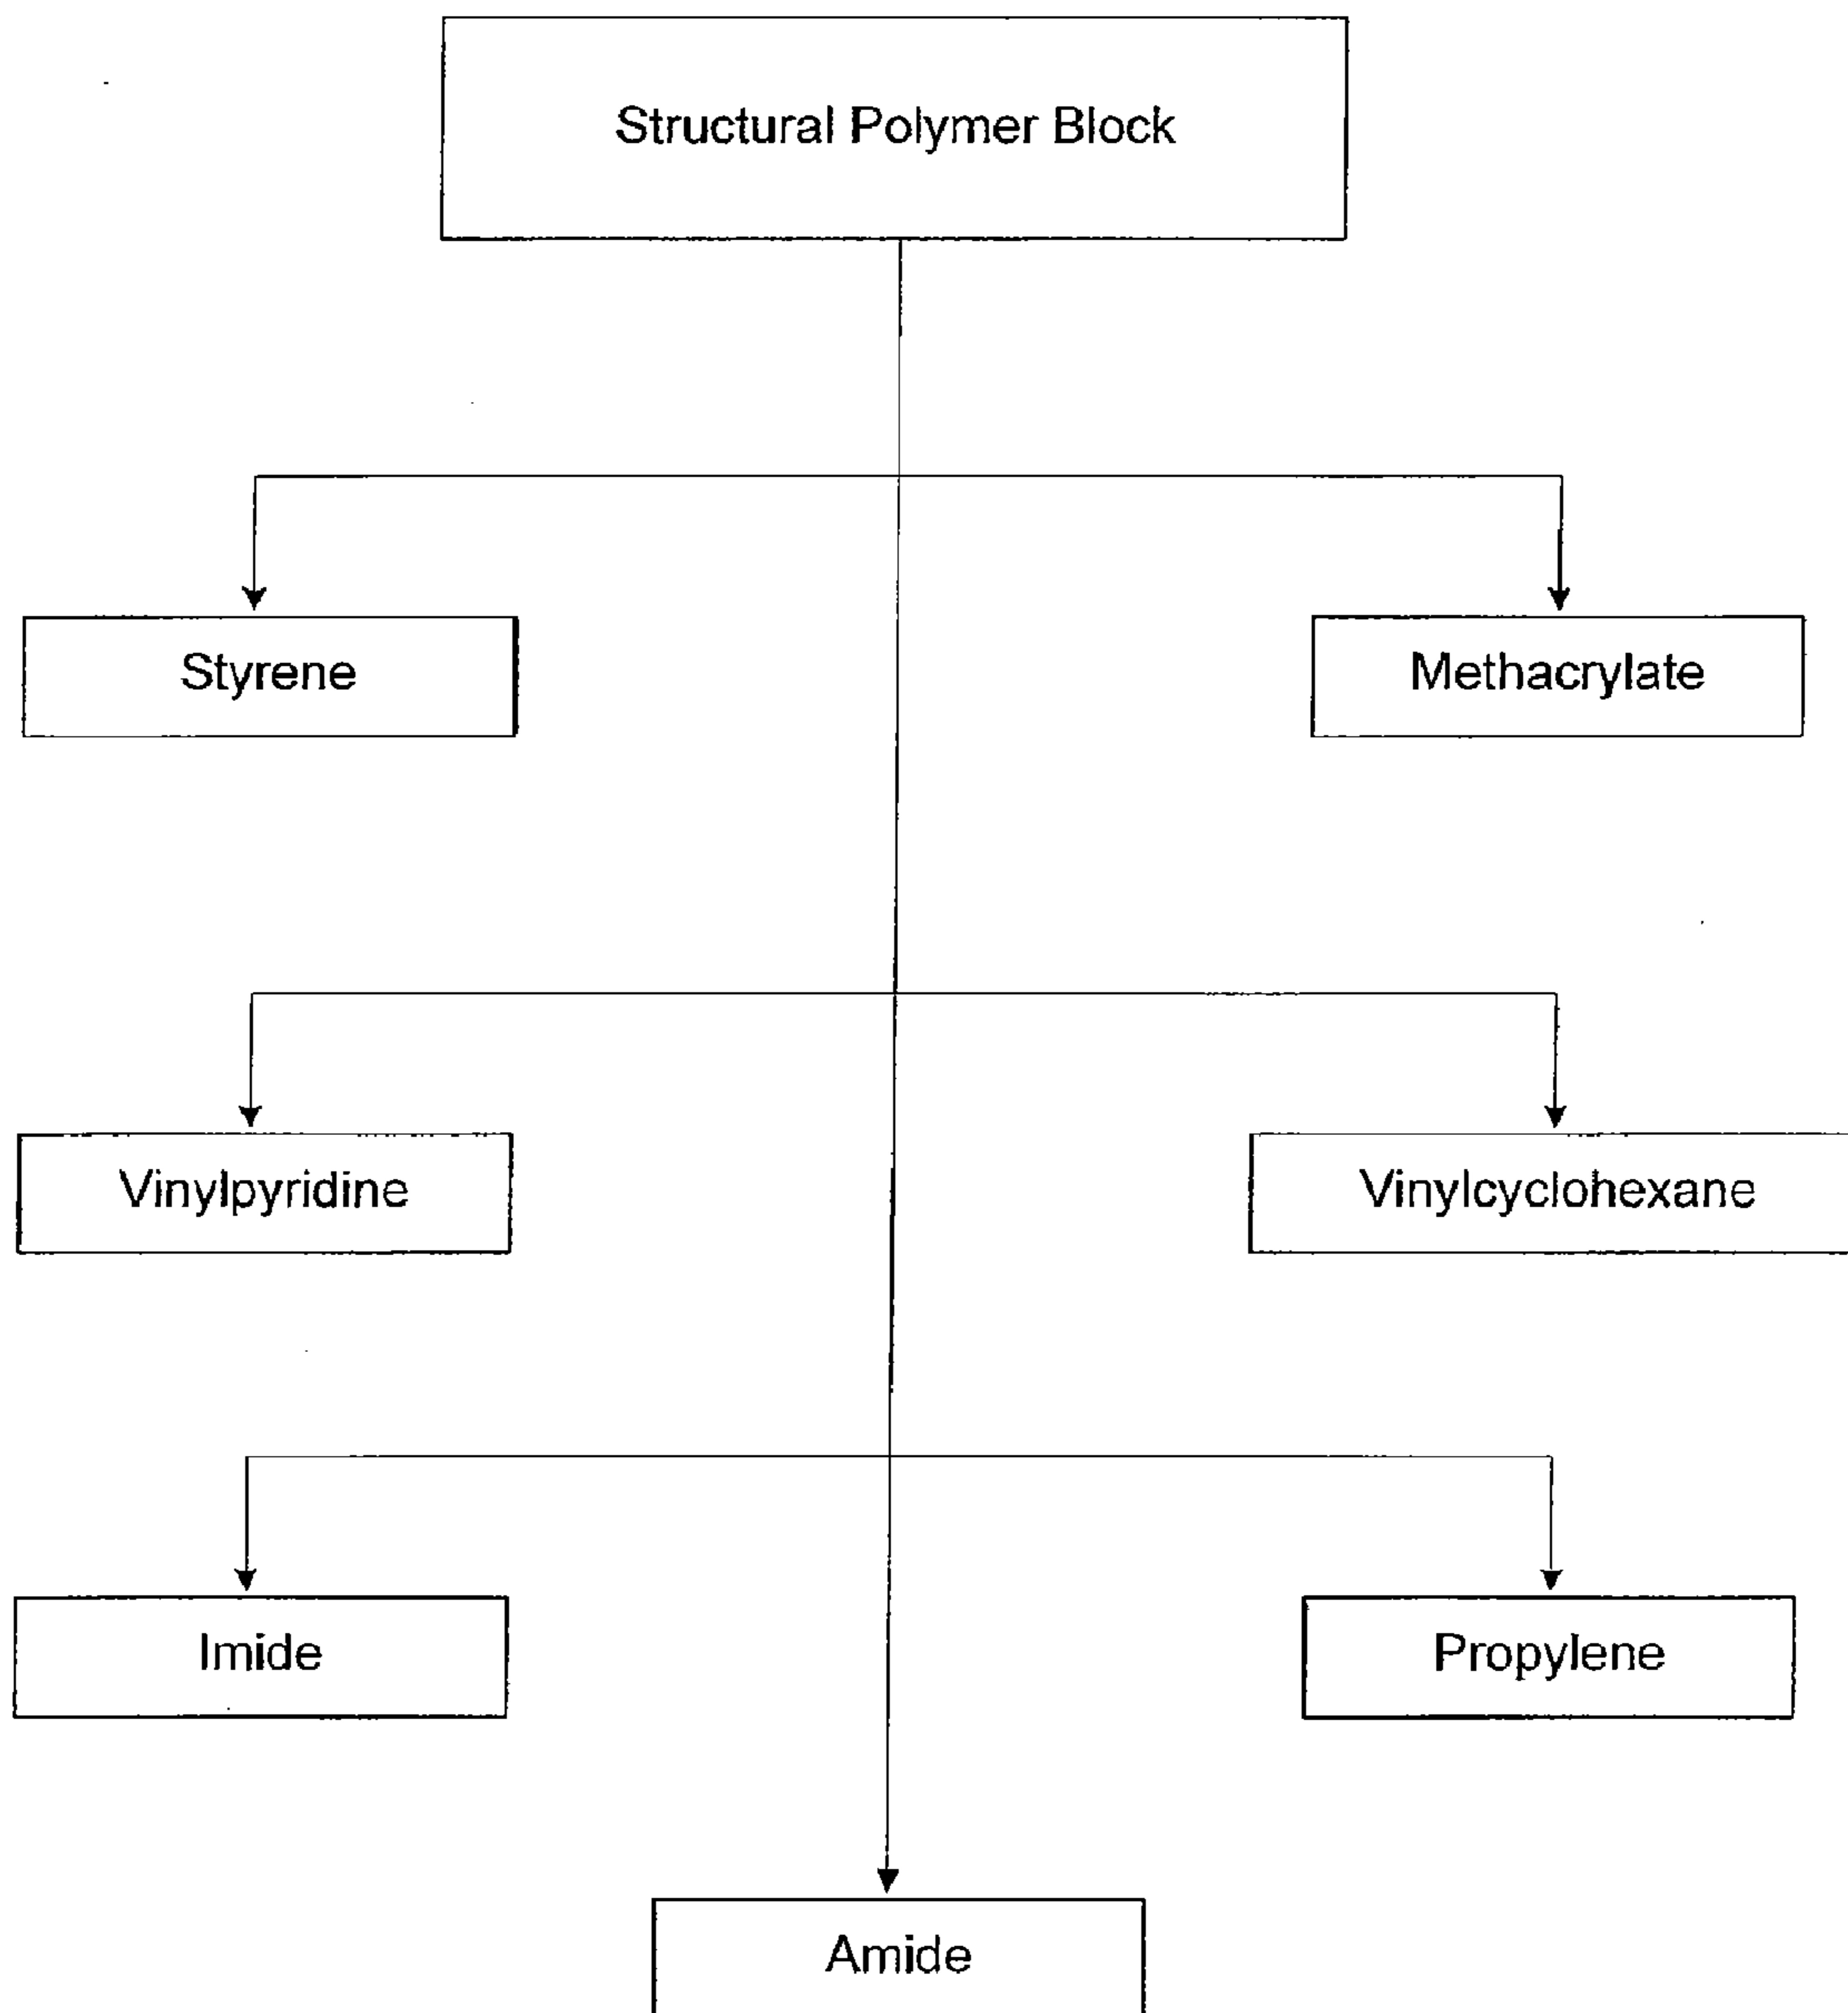 Structural Polymer Block
Styrene
Methacrylate
Vinylpyridine
Vinylcyclohexane
Imide
Propylene
Amide